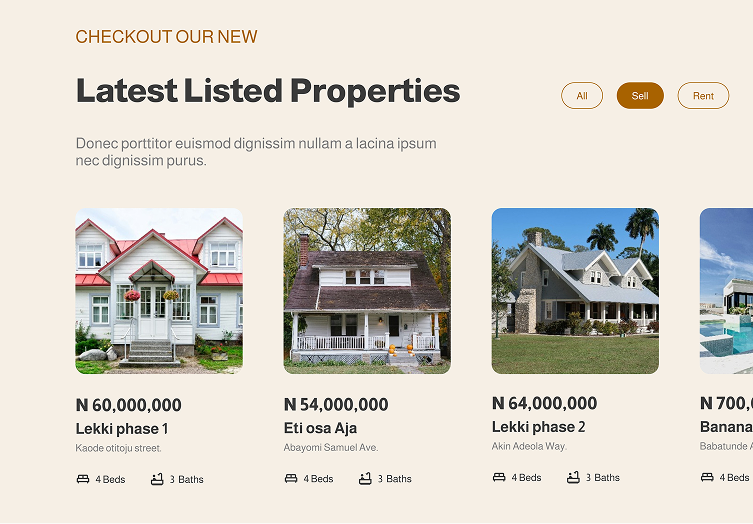 CHECKOUT OUR NEW
Latest Listed Properties
All
Sell
Rent
Donec porttitor euismod dignissim nullam a lacina ipsum
nec dignissim purus.
N 60,000,000
Lekki phase 1
Kaode otitoju street.
4 Beds
3 Baths
N 54,000,000
Eti osa Aja
Abayomi Samuel Ave.
4 Beds
3 Baths
N 64,000,000
Lekki phase 2
Akin Adeola Way.
4 Beds
3 Baths
N 700,0
Banana
Babatunde
4 Beds